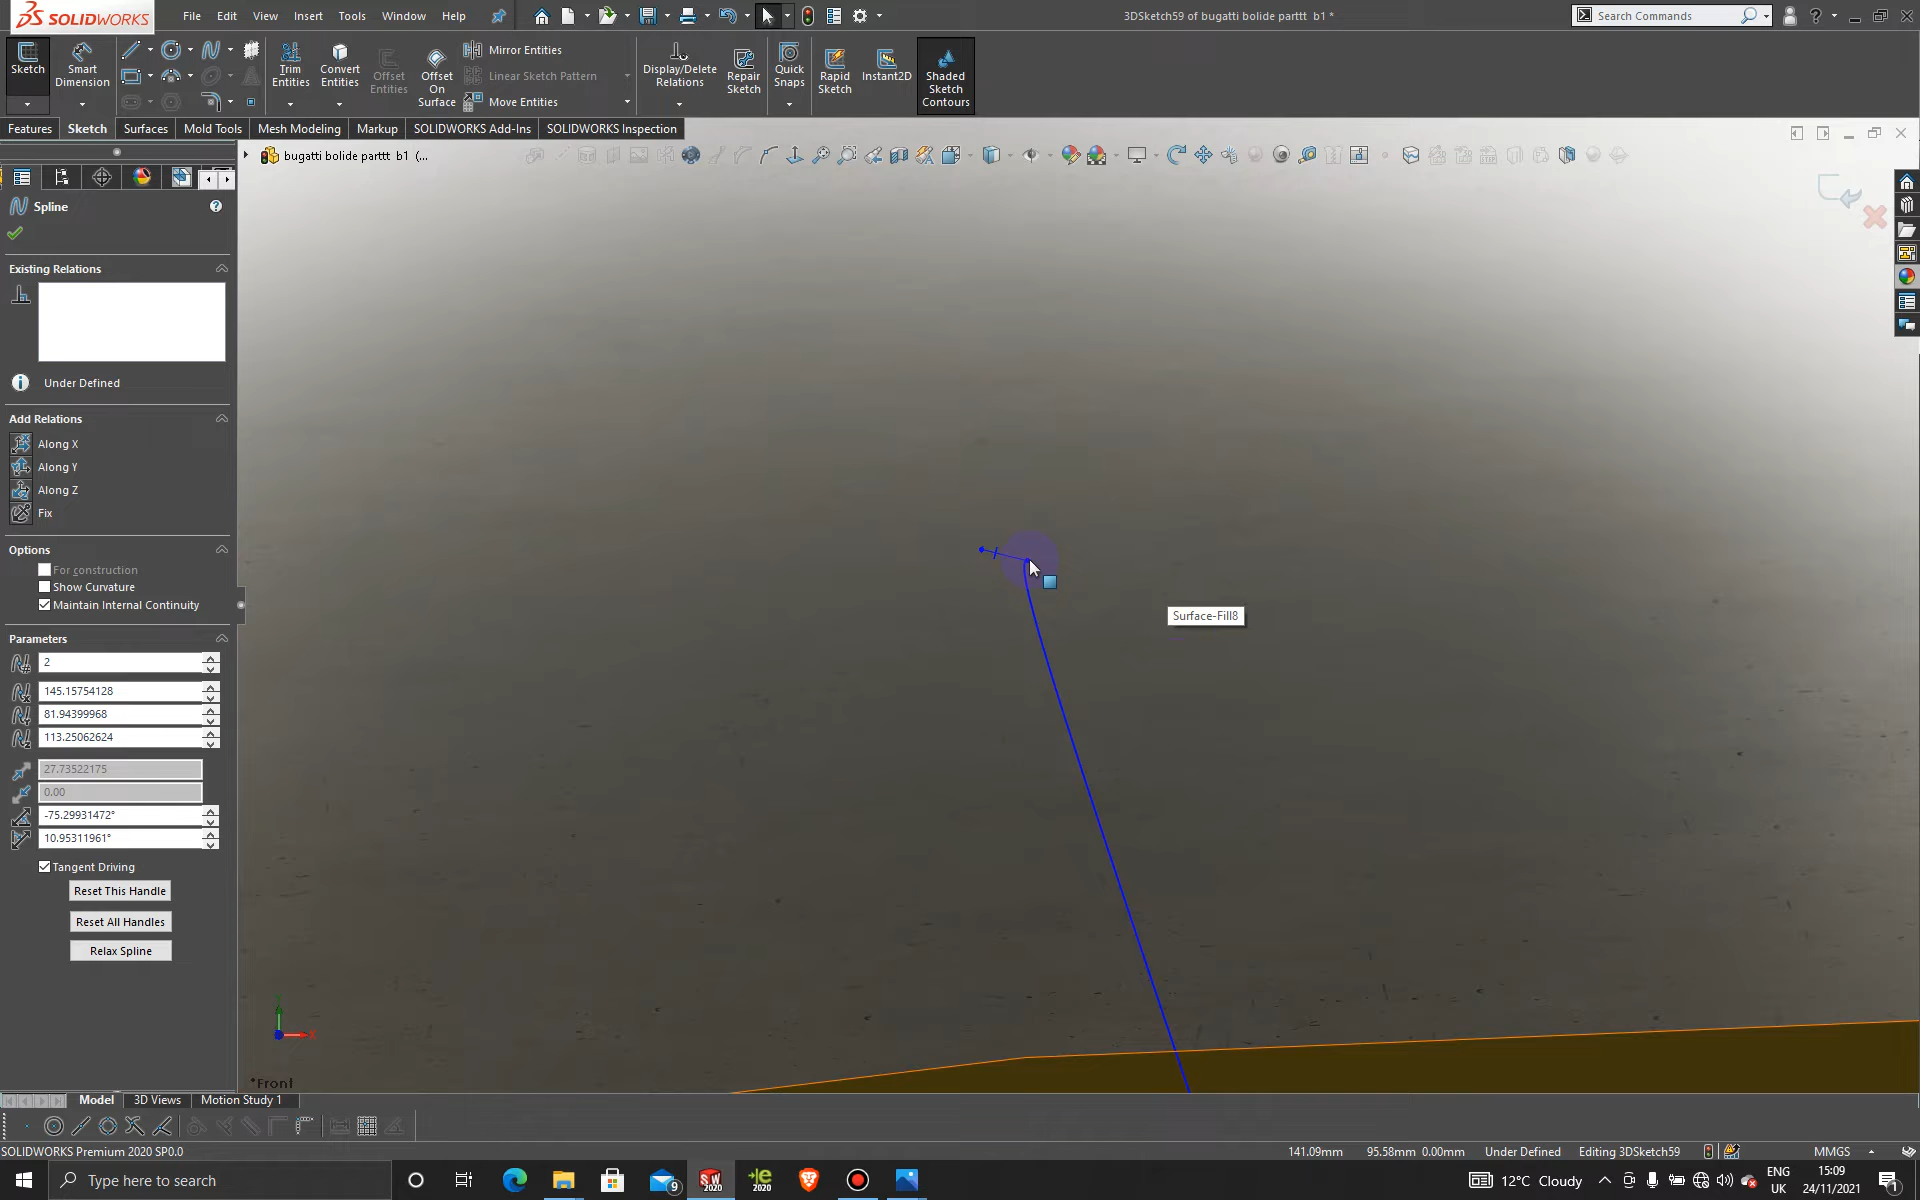 SOLIDWORKS
File Edit View Insert Tools Window Help
3DSketch59 of bugatti bolide parttt b1 *
Search Commands
Sketch
Smart Dimension
Trim Entities
Convert Entities
Offset Entities
Offset On Surface
Mirror Entities
Linear Sketch Pattern
Move Entities
Display/Delete Relations
Repair Sketch
Quick Snaps
Rapid Sketch
Instant2D
Shaded Sketch Contours
Features Sketch Surfaces Mold Tools Mesh Modeling Markup SOLIDWORKS Add-Ins SOLIDWORKS Inspection
bugatti bolide parttt b1 (...
Spline
Existing Relations
Under Defined
Add Relations
Along X
Along Y
Along Z
Fix
Options
For construction
Show Curvature
Maintain Internal Continuity
Parameters
2
145.15754128
81.94399968
113.25062624
27.73522175
0.00
-75.29931472°
10.95311961°
Tangent Driving
Reset This Handle
Reset All Handles
Relax Spline
Surface-Fill8
X
*Front
Model 3D Views Motion Study 1
SOLIDWORKS Premium 2020 SP0.0
141.09mm 95.58mm 0.00mm Under Defined Editing 3DSketch59 MMGS
Type here to search
9
SW 2020
e 2020
12°C Cloudy
ENG UK
15:09
24/11/2021
1